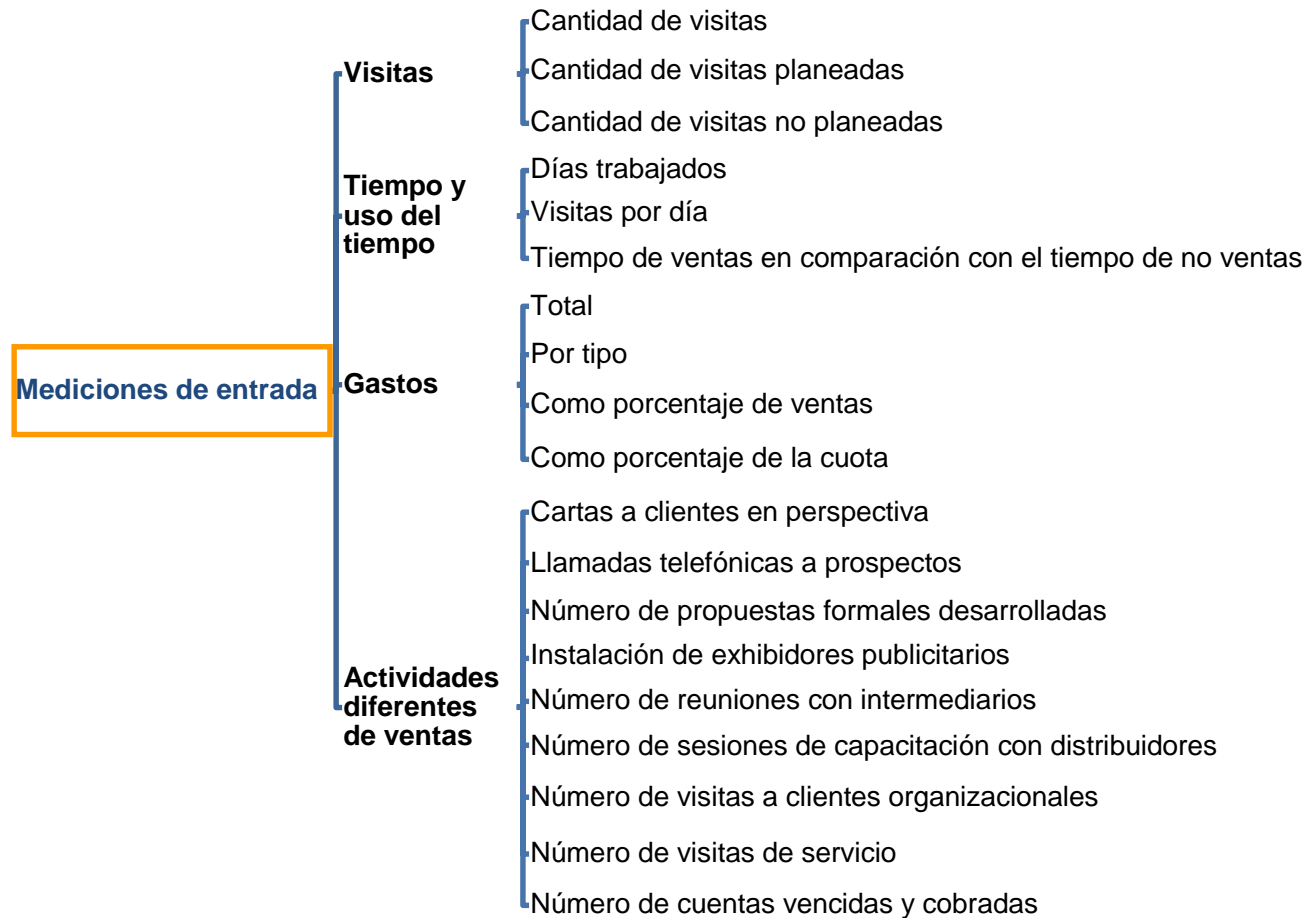 Mediciones de entrada
Visitas
Cantidad de visitas
Cantidad de visitas planeadas
Cantidad de visitas no planeadas
Tiempo y
uso del
tiempo
Días trabajados
Visitas por día
Tiempo de ventas en comparación con el tiempo de no ventas
Gastos
Total
Por tipo
Como porcentaje de ventas
Como porcentaje de la cuota
Actividades
diferentes
de ventas
Cartas a clientes en perspectiva
Llamadas telefónicas a prospectos
Número de propuestas formales desarrolladas
Instalación de exhibidores publicitarios
Número de reuniones con intermediarios
Número de sesiones de capacitación con distribuidores
Número de visitas a clientes organizacionales
Número de visitas de servicio
Número de cuentas vencidas y cobradas